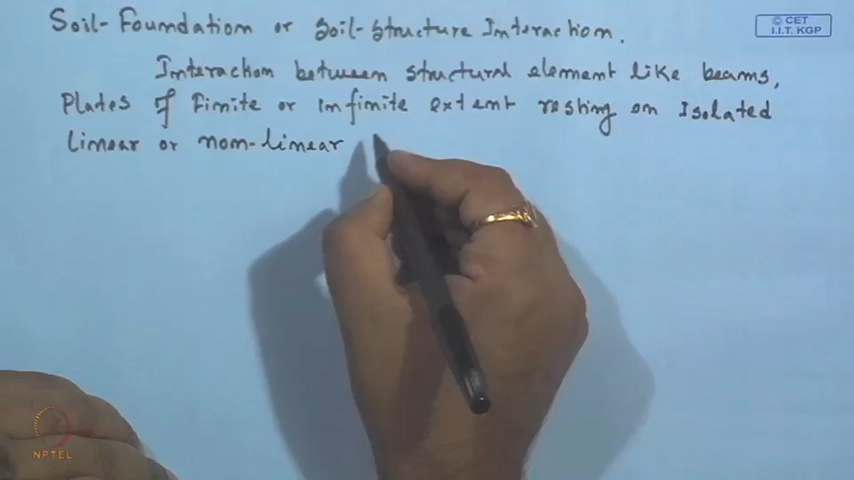 Soil-Foundation or Soil-Structure Interaction.
© CET
I.I.T. KGP
Interaction between structural element like beams,
Plates of Finite or infinite extent resting on Isolated
linear or non-linear
NPTEL